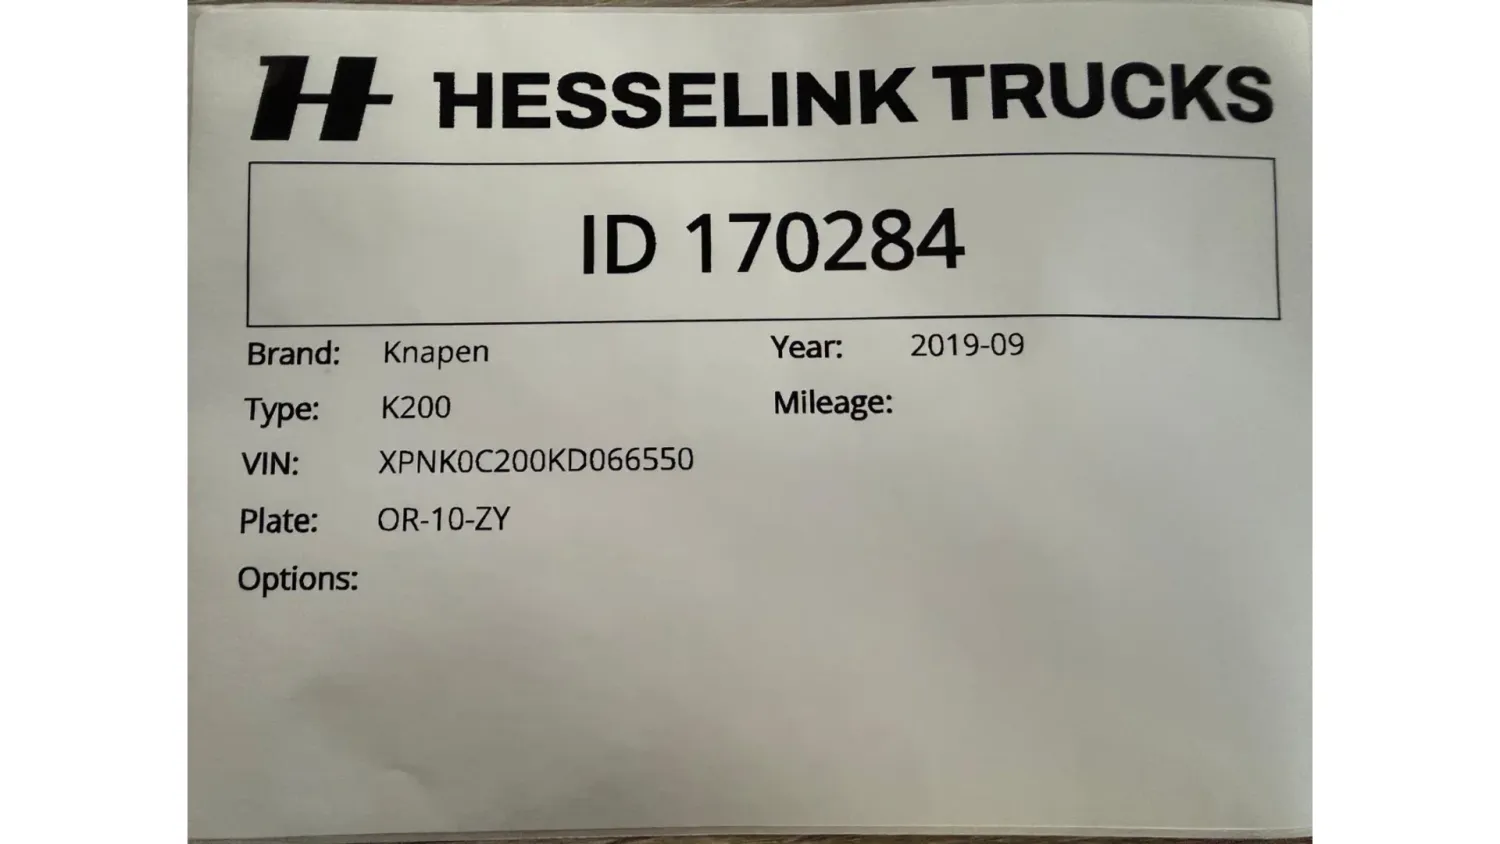 HESSELINK TRUCKS
ID 170284
Brand: Knapen Year: 2019-09
Type: K200 Mileage:
VIN: XPNK0C200KD066550
Plate: OR-10-ZY
Options: